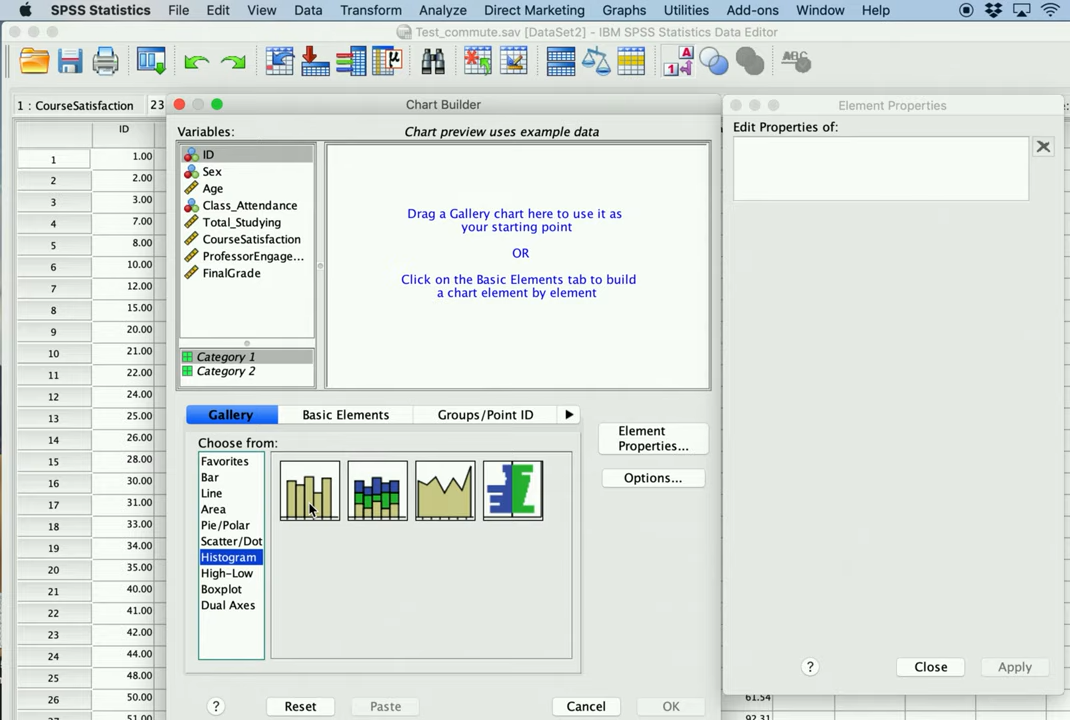 SPSS Statistics File Edit View Data Transform Analyze Direct Marketing Graphs Utilities Add-ons Window Help
Test_commute.sav [DataSet2] - IBM SPSS Statistics Data Editor
1 : CourseSatisfaction 23
Chart Builder
Element Properties
Variables:
Chart preview uses example data
Edit Properties of:
ID
1 1.00
2 2.00
3 3.00
4 7.00
5 8.00
6 10.00
7 12.00
8 15.00
9 20.00
10 21.00
11 22.00
12 24.00
13 25.00
14 26.00
15 28.00
16 30.00
17 31.00
18 33.00
19 34.00
20 35.00
21 40.00
22 41.00
23 42.00
24 44.00
25 48.00
26 50.00
51.00
ID
Sex
Age
Class_Attendance
Total_Studying
CourseSatisfaction
ProfessorEngage...
FinalGrade
Category 1
Category 2
Drag a Gallery chart here to use it as
your starting point
OR
Click on the Basic Elements tab to build
a chart element by element
Gallery Basic Elements Groups/Point ID
Choose from:
Favorites
Bar
Line
Area
Pie/Polar
Scatter/Dot
Histogram
High-Low
Boxplot
Dual Axes
Element
Properties...
Options...
? Reset Paste Cancel OK
? Close Apply
61.54
92.31